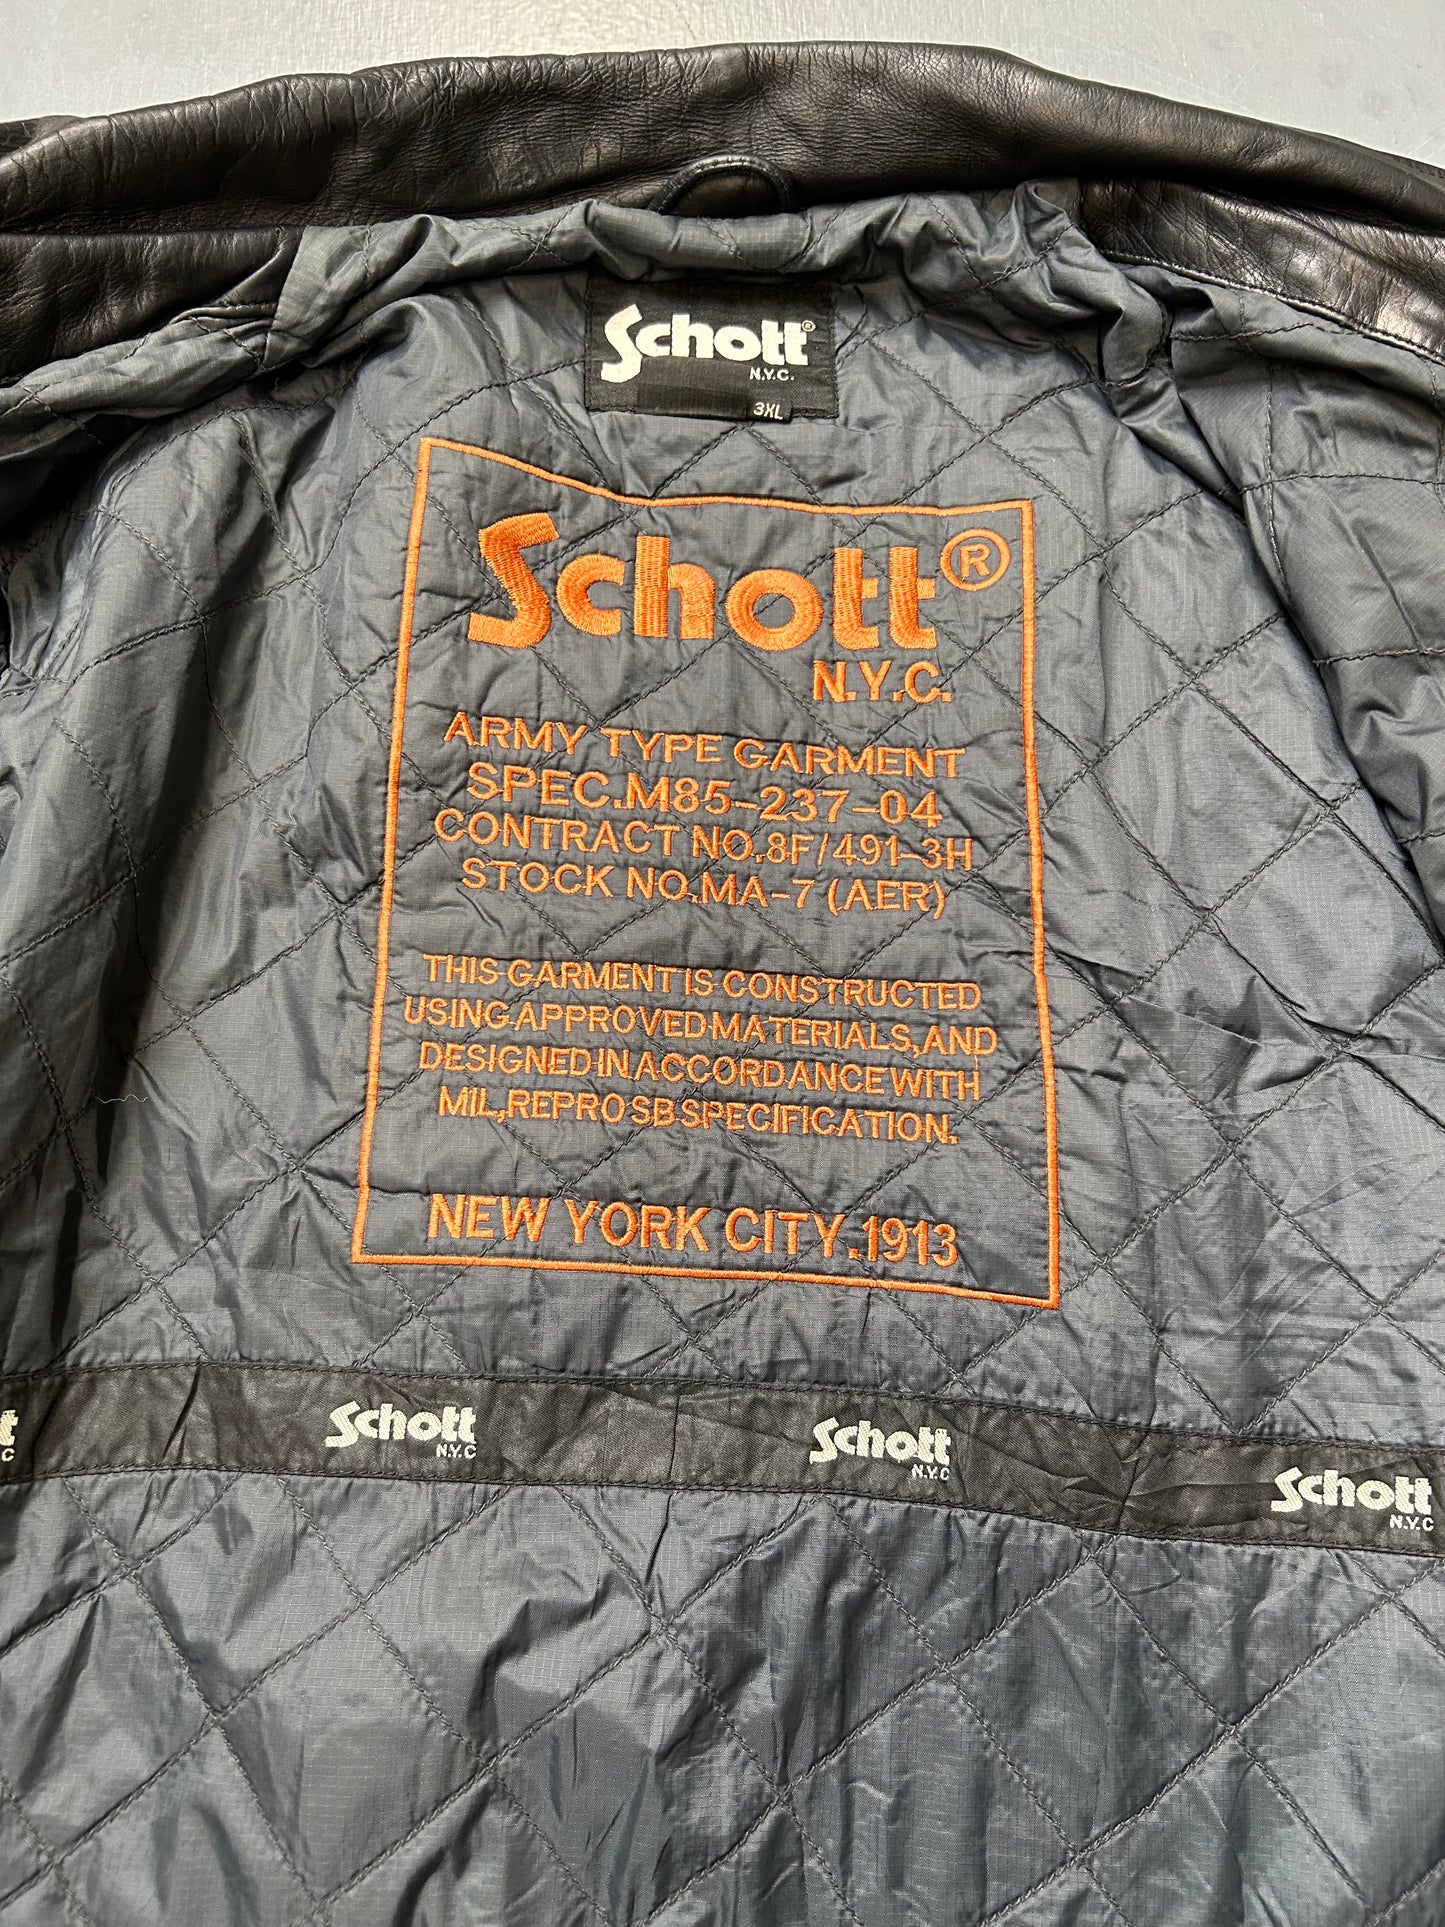 Schott®
N.Y.C.
3XL
Schott®
N.Y.C.
ARMY TYPE GARMENT
SPEC.M85-237-04
CONTRACT NO.8F/491-3H
STOCK NO.MA-7 (AER)
THIS GARMENT IS CONSTRUCTED
USING APPROVED MATERIALS,AND
DESIGNED IN ACCORDANCE WITH
MIL,REPRO SB SPECIFICATION.
NEW YORK CITY.1913
t
C
Schott
N.Y.C
Schott
N.Y.C
Schott
N.Y.C